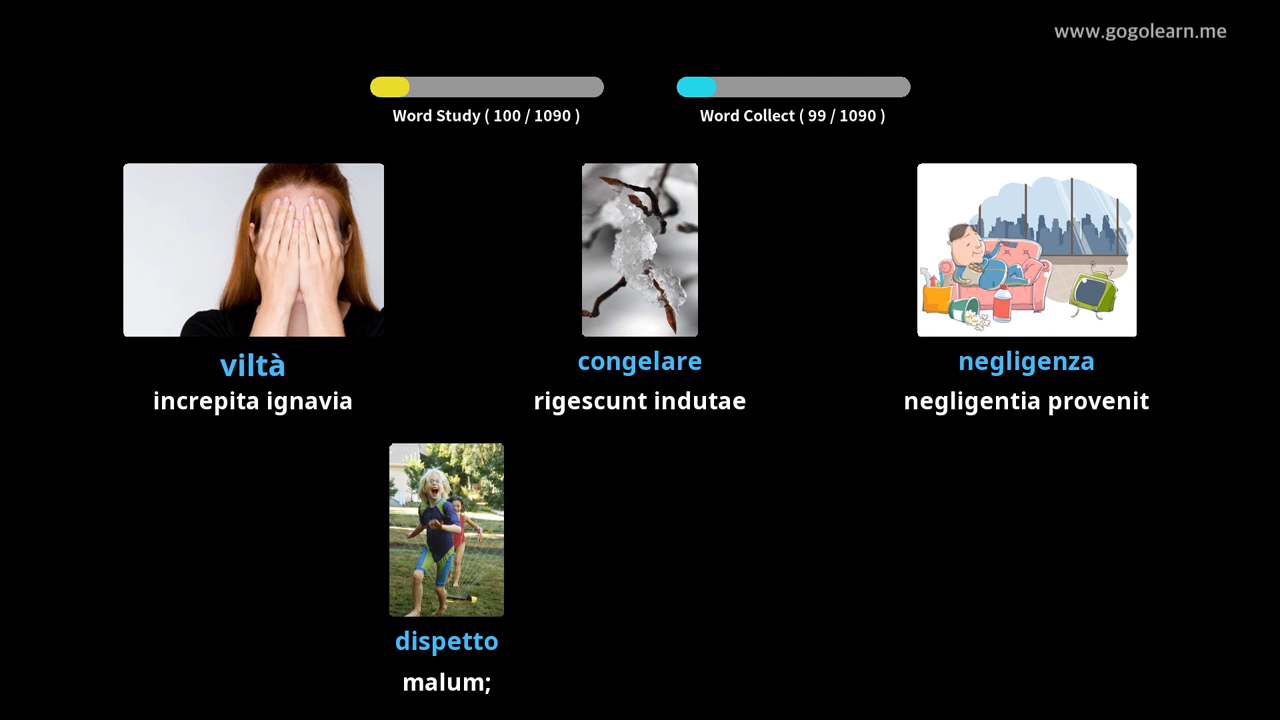 www.gogolearn.me
Word Study ( 100 / 1090 )
Word Collect ( 99 / 1090 )
viltà
increpita ignavia
congelare
rigescunt indutae
negligenza
negligentia provenit
dispetto
malum;